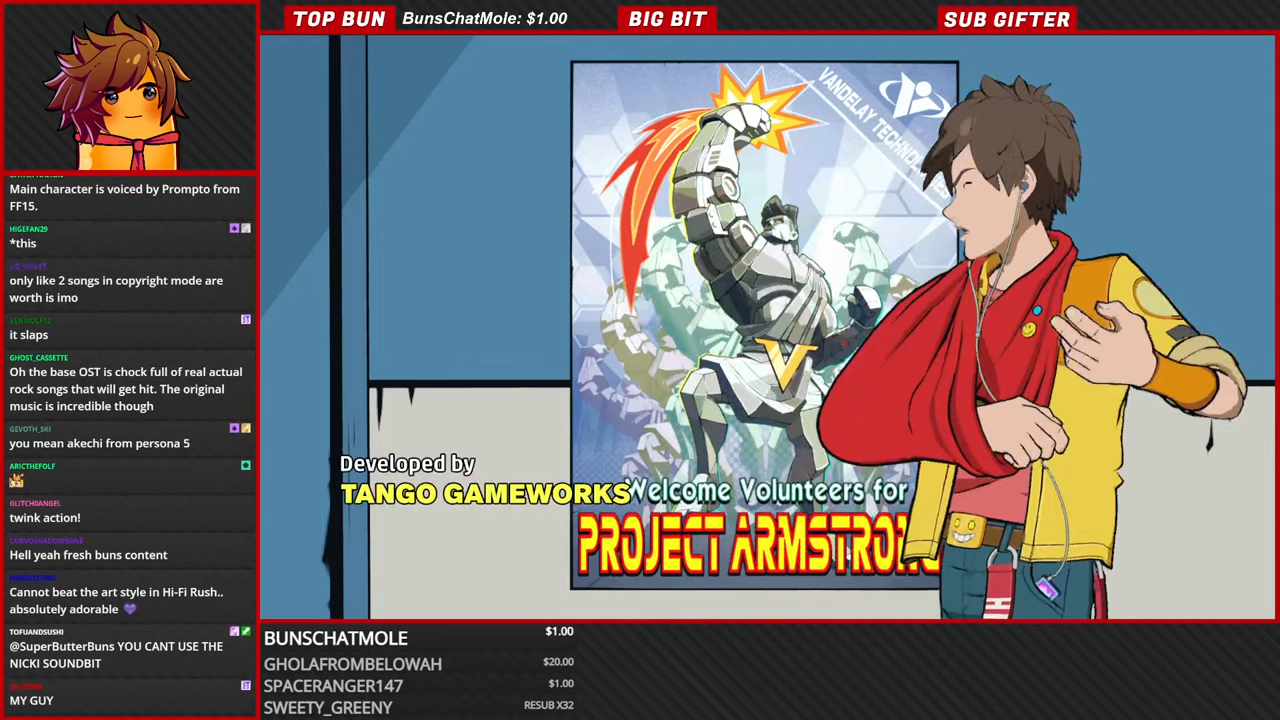 TOP BUN
BunsChatMole: $1.00
BIG BIT
SUB GIFTER
Main character is voiced by Prompto from
FF15.
HIGEFAN29
*this
only like 2 songs in copyright mode are
worth is imo
it slaps
GHOST_CASSETTE
Oh the base OST is chock full of real actual
rock songs that will get hit. The original
music is incredible though
GEVOTH_SKI
you mean akechi from persona 5
ARICTHEFOLF
GLITCH0ANGEL
twink action!
CORVOSHADOWBANE
Hell yeah fresh buns content
Cannot beat the art style in Hi-Fi Rush..
absolutely adorable
TOFUANDSUSHI
@SuperButterBuns YOU CANT USE THE
NICKI SOUNDBIT
MY GUY
VANDELAY TECHNOLOGIES
Developed by
TANGO GAMEWORKS
Welcome Volunteers for
PROJECT ARMSTRONG
BUNSCHATMOLE
$1.00
GHOLAFROMBELOWAH
$20.00
SPACERANGER147
$1.00
SWEETY_GREENY
RESUB X32